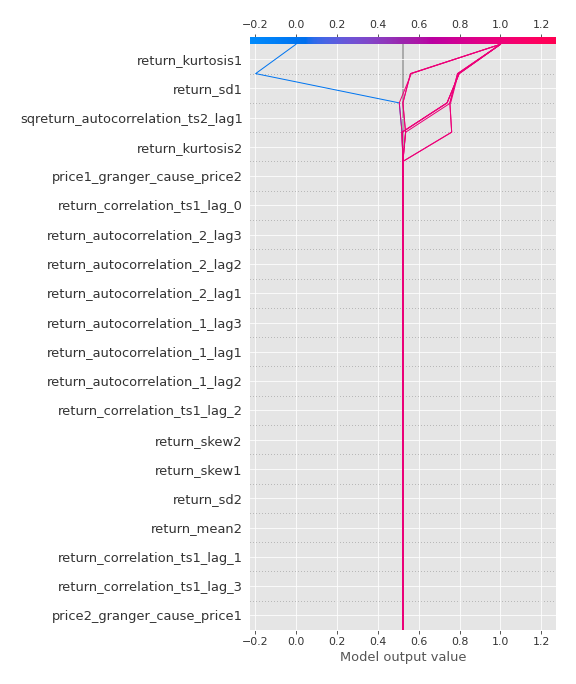 −0.2 0.0 0.2 0.4 0.6 0.8 1.0 1.2
return_kurtosis1
return_sd1
sqreturn_autocorrelation_ts2_lag1
return_kurtosis2
price1_granger_cause_price2
return_correlation_ts1_lag_0
return_autocorrelation_2_lag3
return_autocorrelation_2_lag2
return_autocorrelation_2_lag1
return_autocorrelation_1_lag3
return_autocorrelation_1_lag1
return_autocorrelation_1_lag2
return_correlation_ts1_lag_2
return_skew2
return_skew1
return_sd2
return_mean2
return_correlation_ts1_lag_1
return_correlation_ts1_lag_3
price2_granger_cause_price1
−0.2 0.0 0.2 0.4 0.6 0.8 1.0 1.2
Model output value